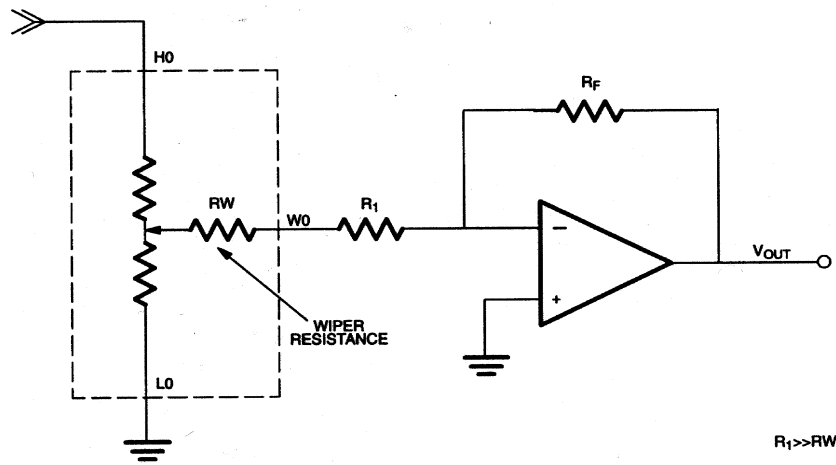 H0
RF
RW
W0
R1
−
VOUT
+
WIPER
RESISTANCE
L0
R1>>RW